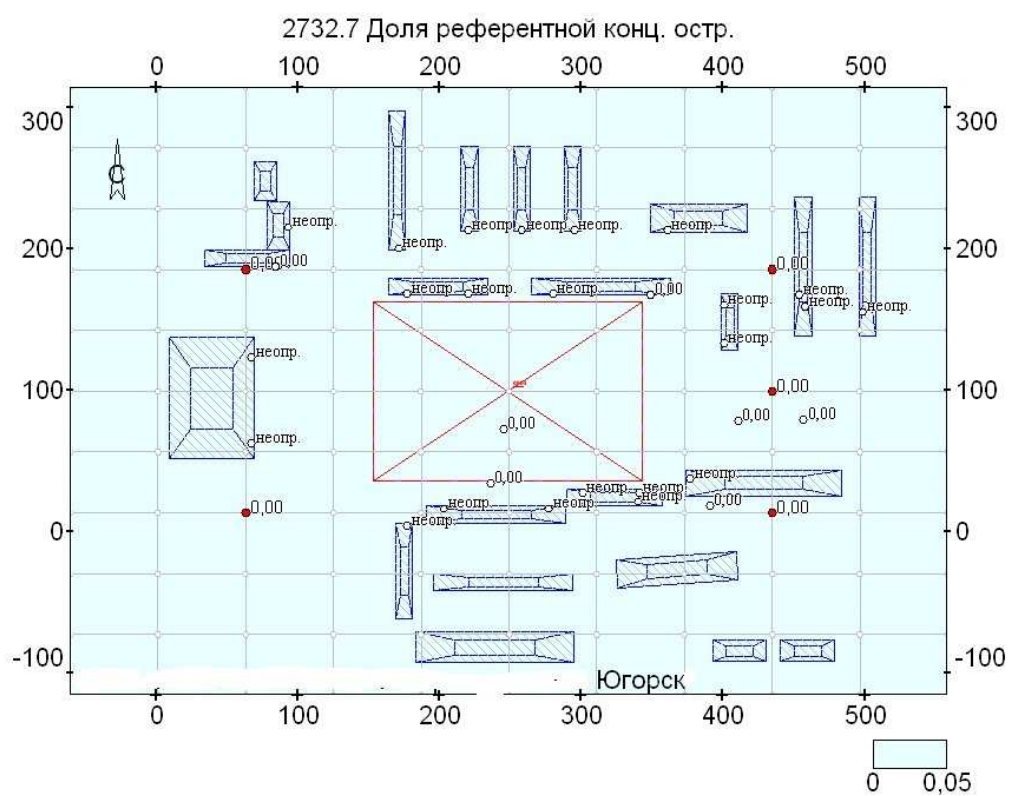 2732.7 Доля референтной конц. остр.
0 100 200 300 400 500
300 300
С
неопр.
неопр. неопр. неопр. неопр.
200 неопр. 200
0,00 0,00
неопр. неопр. неопр. 0,00 неопр. неопр.
неопр. неопр.
неопр.
неопр.
100 0,00 100
0,00 0,00 0,00
неопр.
0,00 неопр.
неопр. неопр.
неопр. неопр. неопр. 0,00
0,00 неопр. 0,00
0 0
-100 -100
Югорск
0 100 200 300 400 500
0 0,05